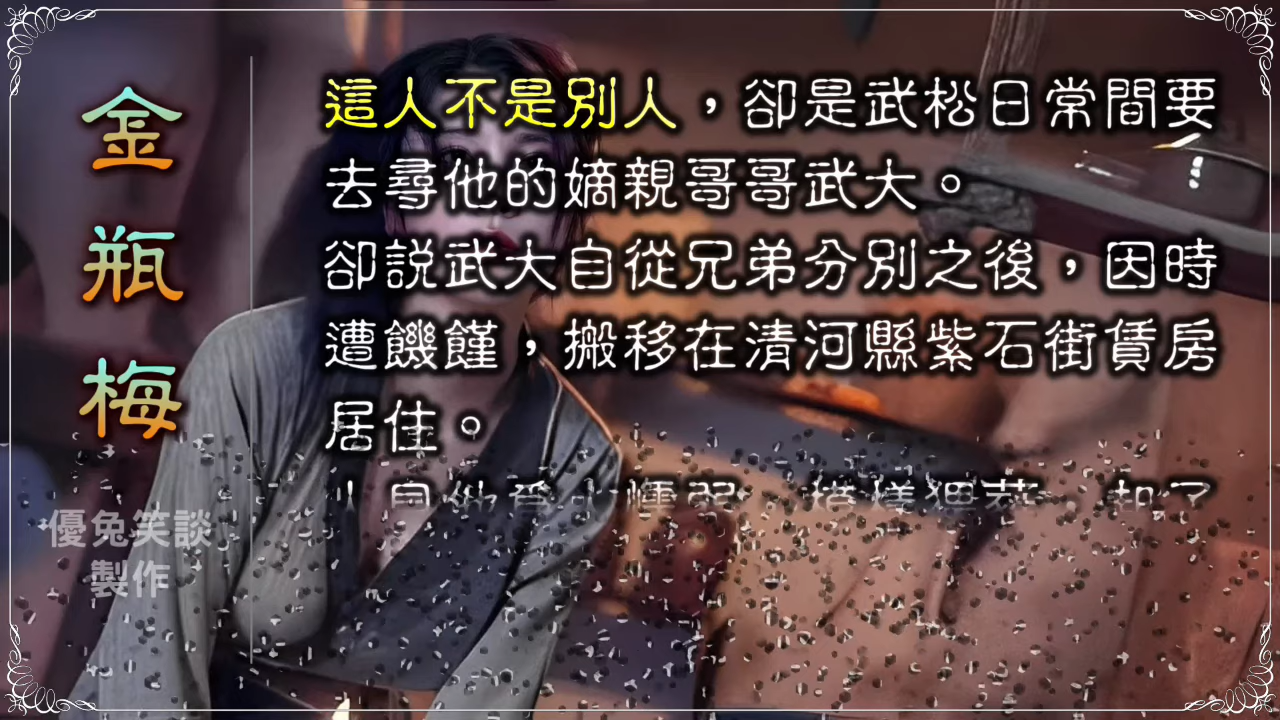 金瓶梅
這人不是別人，卻是武松日常間要
去尋他的嫡親哥哥武大。
卻説武大自從兄弟分別之後，因時
遭饑饉，搬移在清河縣紫石街賃房
居住。
優兔笑談
製作